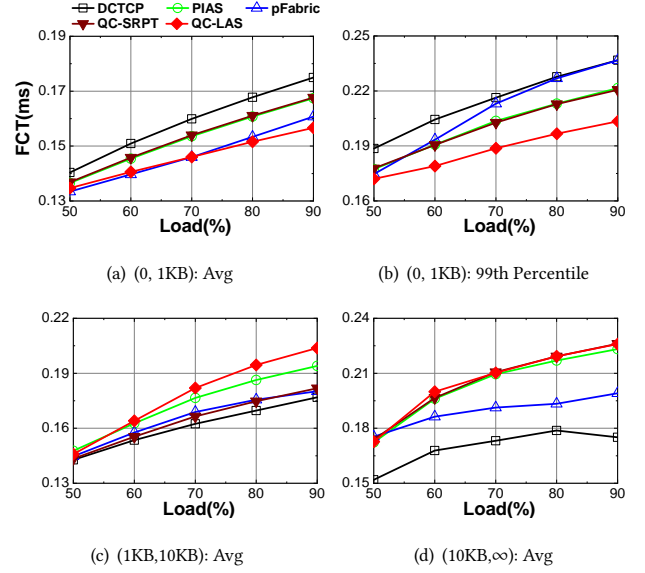 DCTCP PIAS pFabric
QC-SRPT QC-LAS
0.19
0.17
0.15
0.13
FCT(ms)
50 60 70 80 90
Load(%)
0.25
0.22
0.19
0.16
50 60 70 80 90
Load(%)
(a) (0, 1KB): Avg
(b) (0, 1KB): 99th Percentile
0.22
0.19
0.16
0.13
50 60 70 80 90
Load(%)
0.24
0.21
0.18
0.15
50 60 70 80 90
Load(%)
(c) (1KB,10KB): Avg
(d) (10KB,∞): Avg